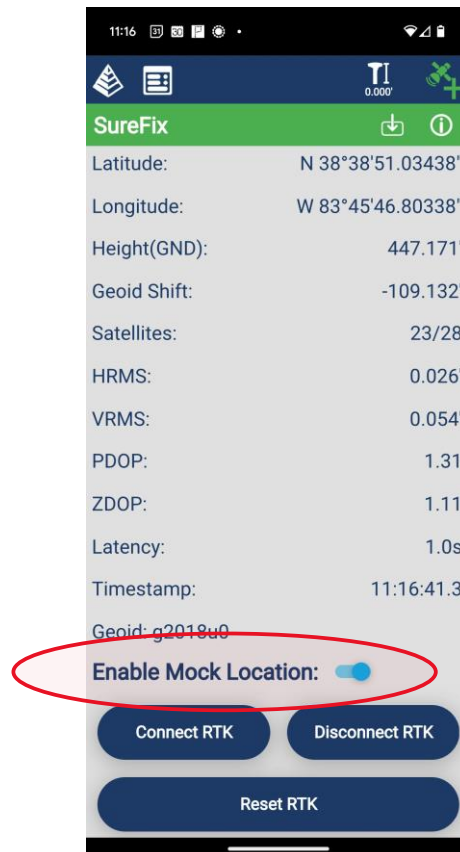 11:16 31 30 P
0.000'
SureFix
Latitude: N 38°38'51.03438"
Longitude: W 83°45'46.80338"
Height(GND): 447.171'
Geoid Shift: -109.132'
Satellites: 23/28
HRMS: 0.026'
VRMS: 0.054'
PDOP: 1.31
ZDOP: 1.11
Latency: 1.0s
Timestamp: 11:16:41.3
Geoid: g2018u0
Enable Mock Location:
Connect RTK Disconnect RTK
Reset RTK